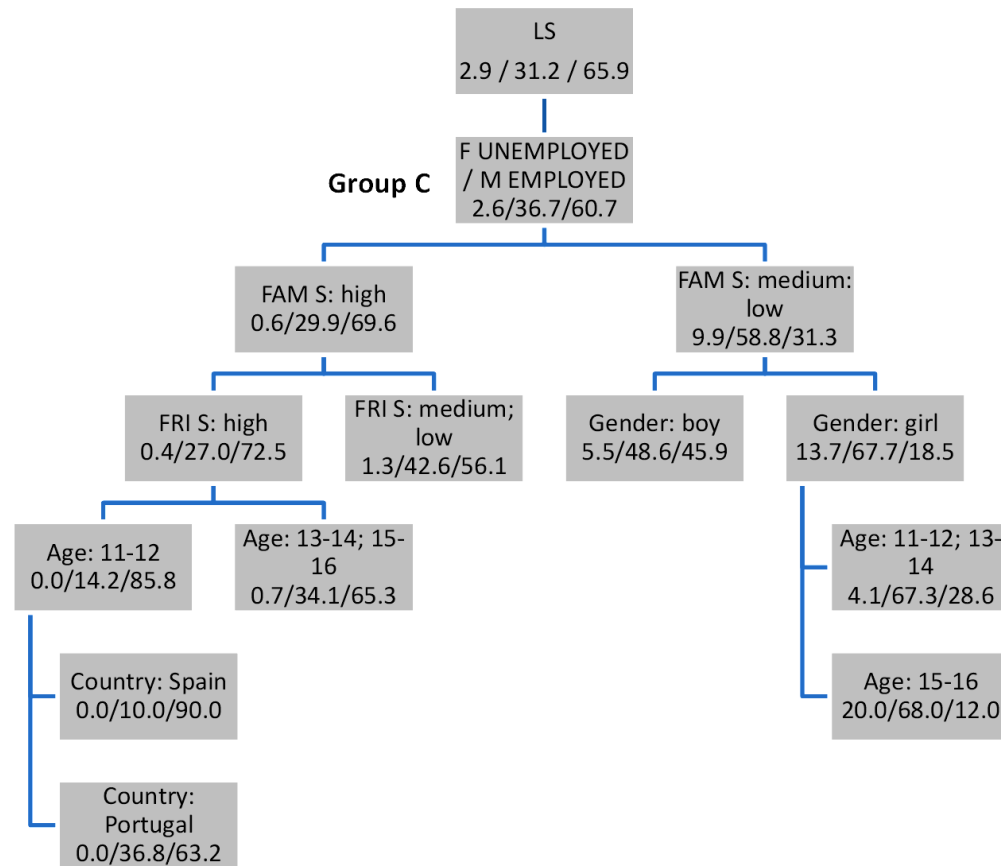 LS
2.9 / 31.2 / 65.9
Group C
F UNEMPLOYED
/ M EMPLOYED
2.6/36.7/60.7
FAM S: high
0.6/29.9/69.6
FAM S: medium:
low
9.9/58.8/31.3
FRI S: high
0.4/27.0/72.5
FRI S: medium;
low
1.3/42.6/56.1
Gender: boy
5.5/48.6/45.9
Gender: girl
13.7/67.7/18.5
Age: 11-12
0.0/14.2/85.8
Age: 13-14; 15-
16
0.7/34.1/65.3
Age: 11-12; 13-
14
4.1/67.3/28.6
Country: Spain
0.0/10.0/90.0
Age: 15-16
20.0/68.0/12.0
Country:
Portugal
0.0/36.8/63.2